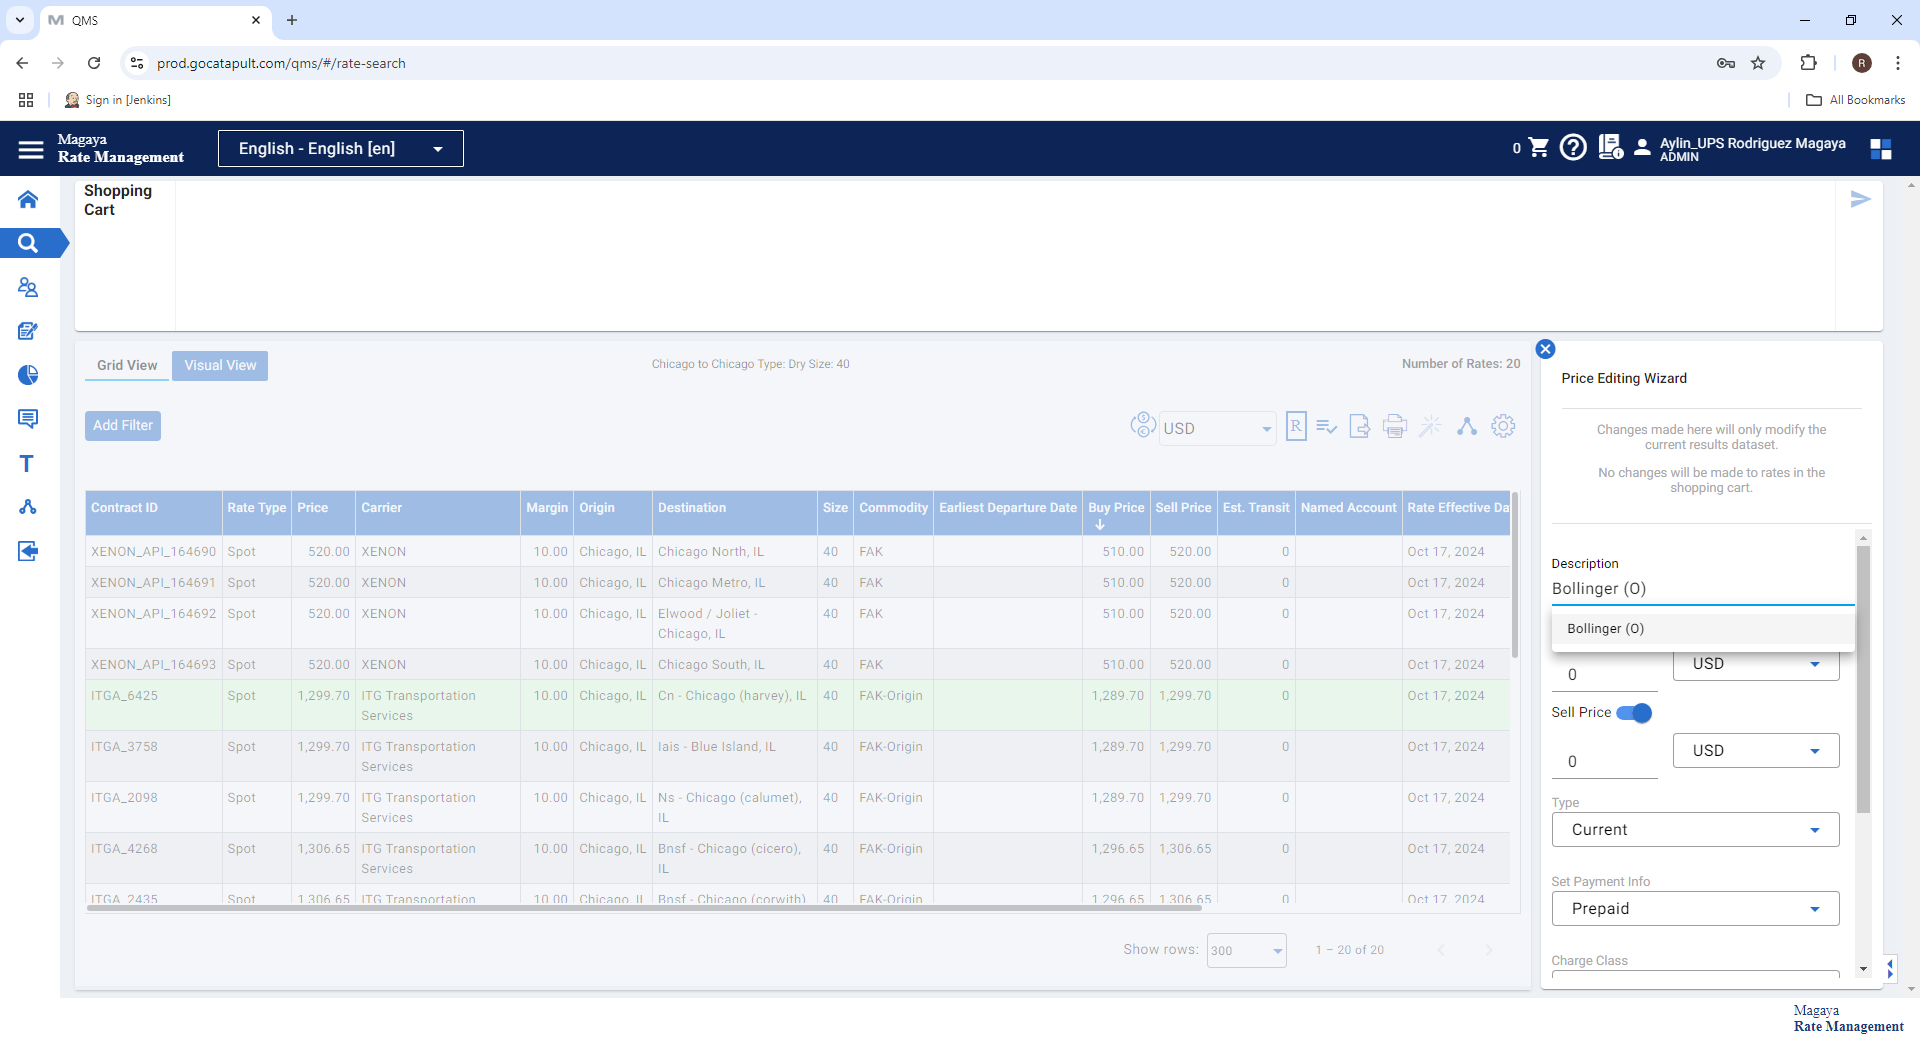 QMS
prod.gocatapult.com/qms/#/rate-search
R
Sign in [Jenkins]
All Bookmarks
Magaya
Rate Management
English - English [en]
0
Aylin_UPS Rodriguez Magaya
ADMIN
Shopping
Cart
Grid View
Visual View
Chicago to Chicago Type: Dry Size: 40
Number of Rates: 20
Add Filter
USD
R
Contract ID Rate Type Price Carrier Margin Origin Destination Size Commodity Earliest Departure Date Buy Price Sell Price Est. Transit Named Account Rate Effective Da
XENON_API_164690 Spot 520.00 XENON 10.00 Chicago, IL Chicago North, IL 40 FAK 510.00 520.00 0 Oct 17, 2024
XENON_API_164691 Spot 520.00 XENON 10.00 Chicago, IL Chicago Metro, IL 40 FAK 510.00 520.00 0 Oct 17, 2024
XENON_API_164692 Spot 520.00 XENON 10.00 Chicago, IL Elwood / Joliet - 40 FAK 510.00 520.00 0 Oct 17, 2024
Chicago, IL
XENON_API_164693 Spot 520.00 XENON 10.00 Chicago, IL Chicago South, IL 40 FAK 510.00 520.00 0 Oct 17, 2024
ITGA_6425 Spot 1,299.70 ITG Transportation 10.00 Chicago, IL Cn - Chicago (harvey), IL 40 FAK-Origin 1,289.70 1,299.70 0 Oct 17, 2024
Services
ITGA_3758 Spot 1,299.70 ITG Transportation 10.00 Chicago, IL Iais - Blue Island, IL 40 FAK-Origin 1,289.70 1,299.70 0 Oct 17, 2024
Services
ITGA_2098 Spot 1,299.70 ITG Transportation 10.00 Chicago, IL Ns - Chicago (calumet), 40 FAK-Origin 1,289.70 1,299.70 0 Oct 17, 2024
Services IL
ITGA_4268 Spot 1,306.65 ITG Transportation 10.00 Chicago, IL Bnsf - Chicago (cicero), 40 FAK-Origin 1,296.65 1,306.65 0 Oct 17, 2024
Services IL
ITGA_2435 Spot 1,306.65 ITG Transportation 10.00 Chicago, IL Bnsf - Chicago (corwith) 40 FAK-Origin 1,296.65 1,306.65 0 Oct 17, 2024
Show rows: 300 1 – 20 of 20
Price Editing Wizard
Changes made here will only modify the
current results dataset.
No changes will be made to rates in the
shopping cart.
Description
Bollinger (O)
Bollinger (O)
0 USD
Sell Price
0 USD
Type
Current
Set Payment Info
Prepaid
Charge Class
Magaya
Rate Management